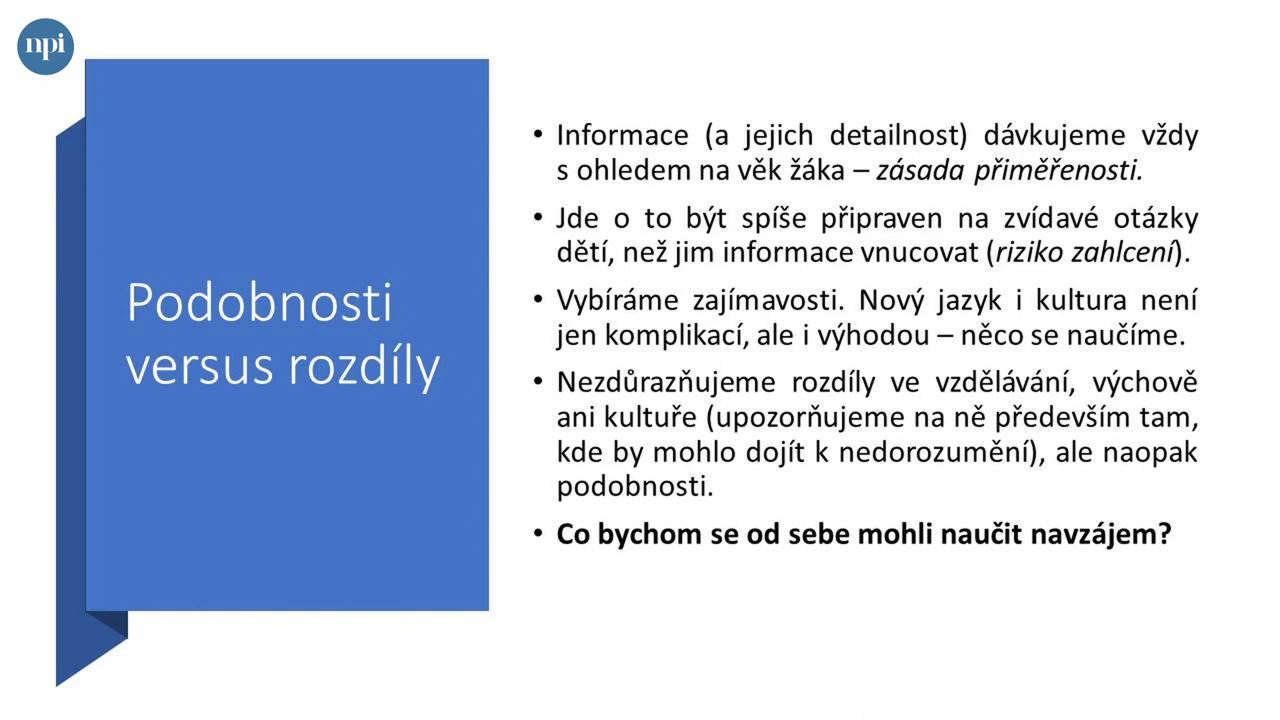 npi
Podobnosti
versus rozdíly
• Informace (a jejich detailnost) dávkujeme vždy
s ohledem na věk žáka – zásada přiměřenosti.
• Jde o to být spíše připraven na zvídavé otázky
dětí, než jim informace vnucovat (riziko zahlcení).
• Vybíráme zajímavosti. Nový jazyk i kultura není
jen komplikací, ale i výhodou – něco se naučíme.
• Nezdůrazňujeme rozdíly ve vzdělávání, výchově
ani kultuře (upozorňujeme na ně především tam,
kde by mohlo dojít k nedorozumění), ale naopak
podobnosti.
• Co bychom se od sebe mohli naučit navzájem?